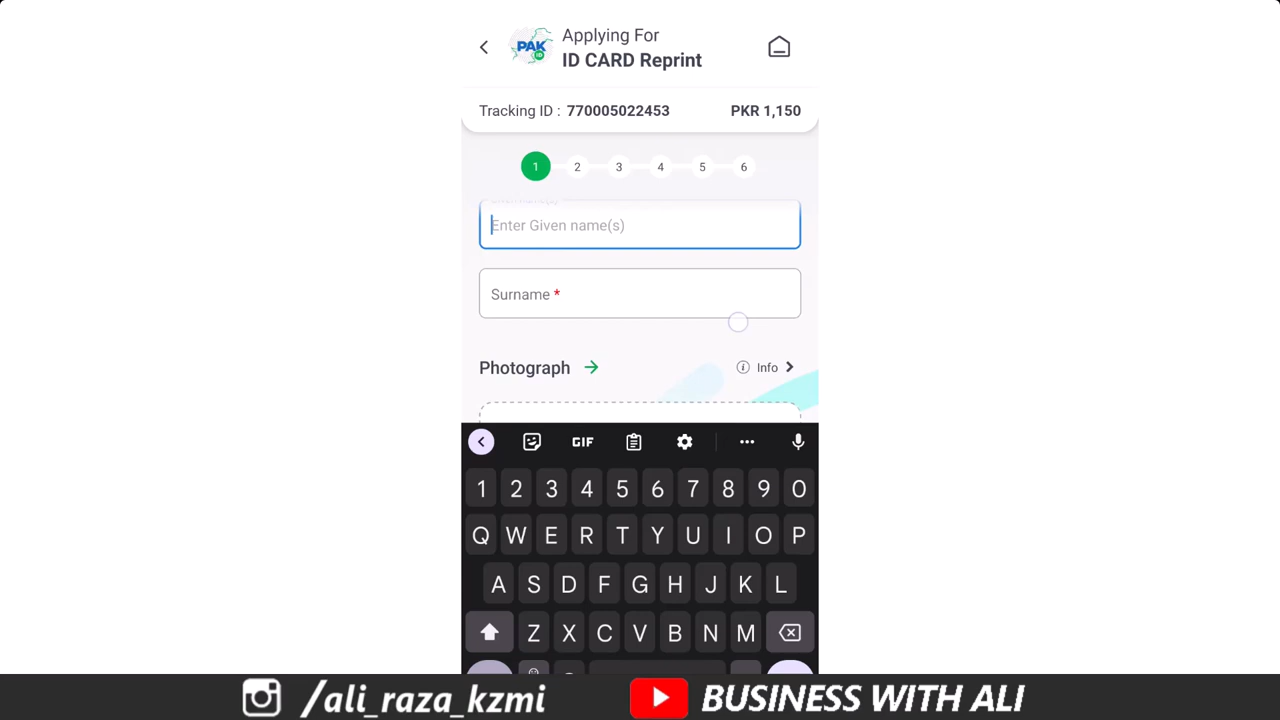 Applying For
PAK ID
ID CARD Reprint
Tracking ID : 770005022453 PKR 1,150
1 2 3 4 5 6
Enter Given name(s)
Surname *
Photograph → Info
GIF
1 2 3 4 5 6 7 8 9 0
Q W E R T Y U I O P
A S D F G H J K L
Z X C V B N M
/ali_raza_kzmi BUSINESS WITH ALI